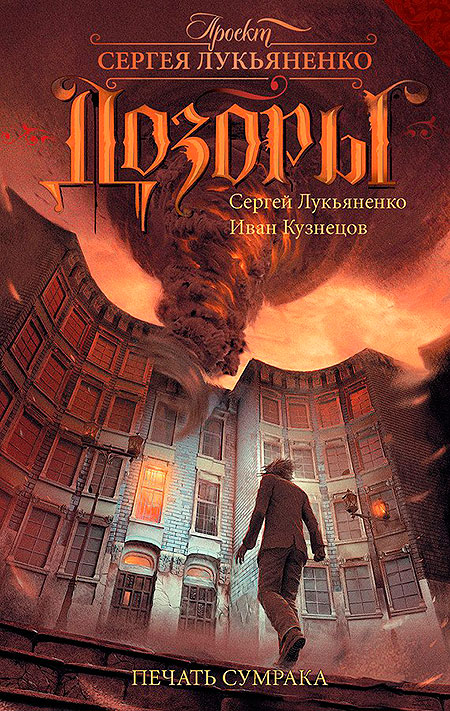 Проект
СЕРГЕЯ ЛУКЬЯНЕНКО
ДОЗОРЫ
Сергей Лукьяненко
Иван Кузнецов
ПЕЧАТЬ СУМРАКА